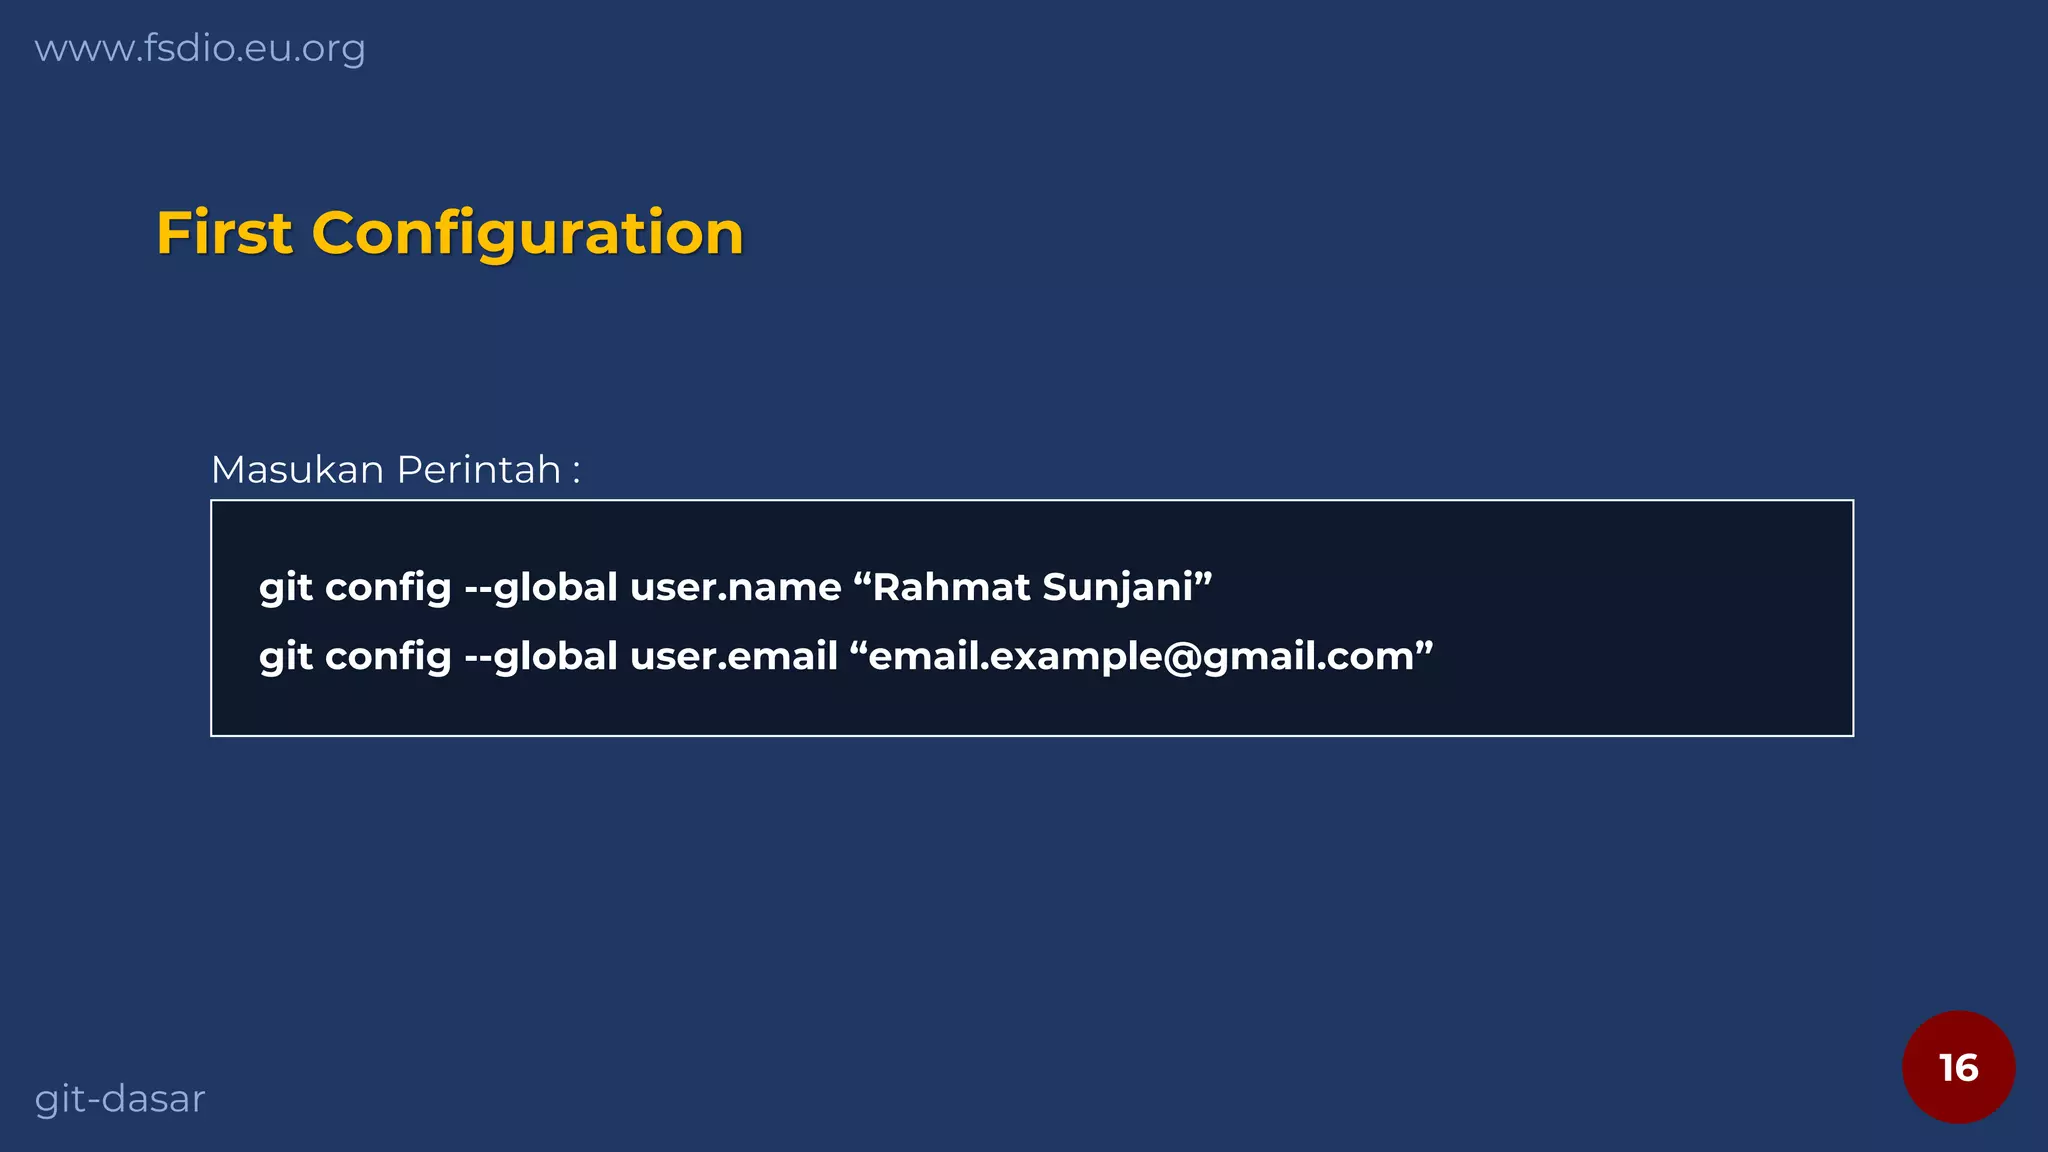 www.fsdio.eu.org
First Configuration
Masukan Perintah :
git config --global user.name “Rahmat Sunjani”
git config --global user.email “email.example@gmail.com”
16
git-dasar